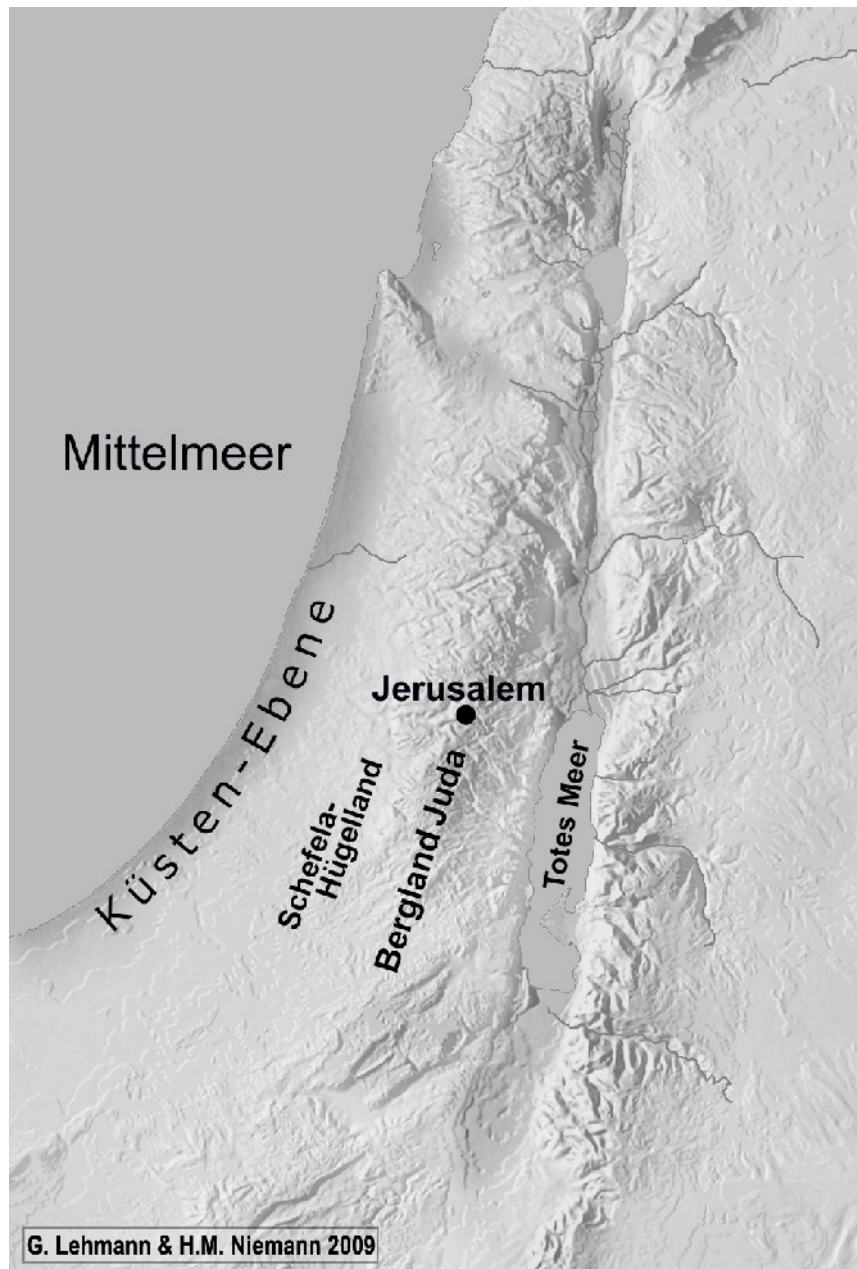 Mittelmeer
Küsten-Ebene
Jerusalem
Schefela-
Hügelland
Bergland Juda
Totes Meer
G. Lehmann & H.M. Niemann 2009